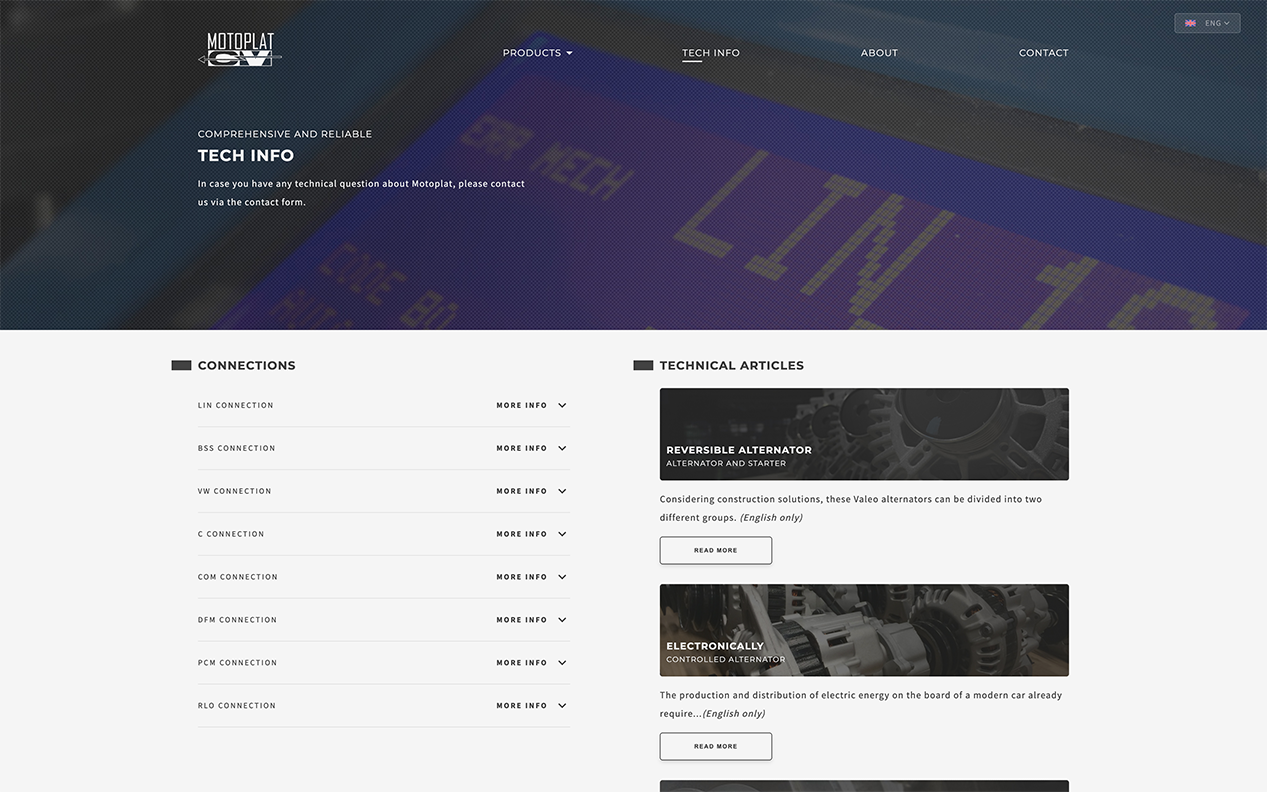 MOTOPLAT
CV
PRODUCTS
TECH INFO
ABOUT
CONTACT
ENG
COMPREHENSIVE AND RELIABLE
TECH INFO
In case you have any technical question about Motoplat, please contact
us via the contact form.
ERR MECH
LIN
CODE 80
CONNECTIONS
LIN CONNECTION MORE INFO
BSS CONNECTION MORE INFO
VW CONNECTION MORE INFO
C CONNECTION MORE INFO
COM CONNECTION MORE INFO
DFM CONNECTION MORE INFO
PCM CONNECTION MORE INFO
RLO CONNECTION MORE INFO
TECHNICAL ARTICLES
REVERSIBLE ALTERNATOR
ALTERNATOR AND STARTER
Considering construction solutions, these Valeo alternators can be divided into two
different groups. (English only)
READ MORE
ELECTRONICALLY
CONTROLLED ALTERNATOR
The production and distribution of electric energy on the board of a modern car already
require...(English only)
READ MORE